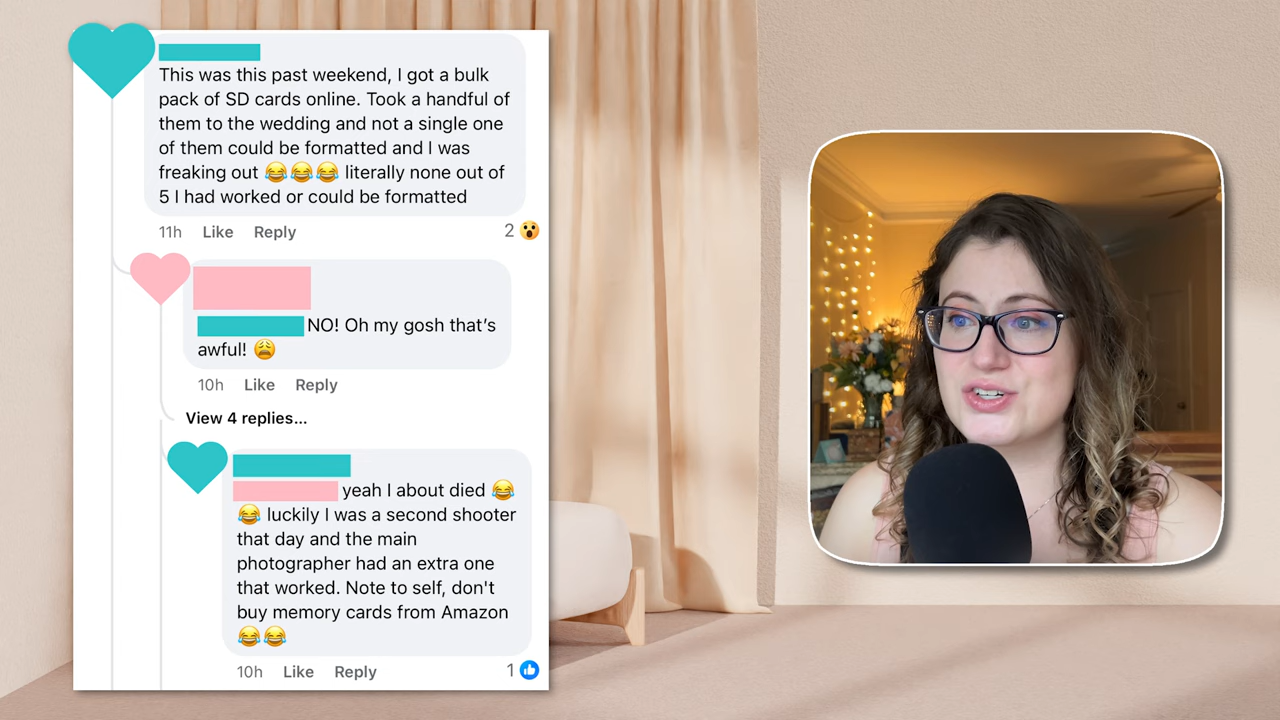 This was this past weekend, I got a bulk
pack of SD cards online. Took a handful of
them to the wedding and not a single one
of them could be formatted and I was
freaking out 😂😂😂 literally none out of
5 I had worked or could be formatted
11h Like Reply 2 😮
NO! Oh my gosh that's
awful! 😩
10h Like Reply
View 4 replies...
yeah I about died 😂
😂 luckily I was a second shooter
that day and the main
photographer had an extra one
that worked. Note to self, don't
buy memory cards from Amazon
😂😂
10h Like Reply 1 👍